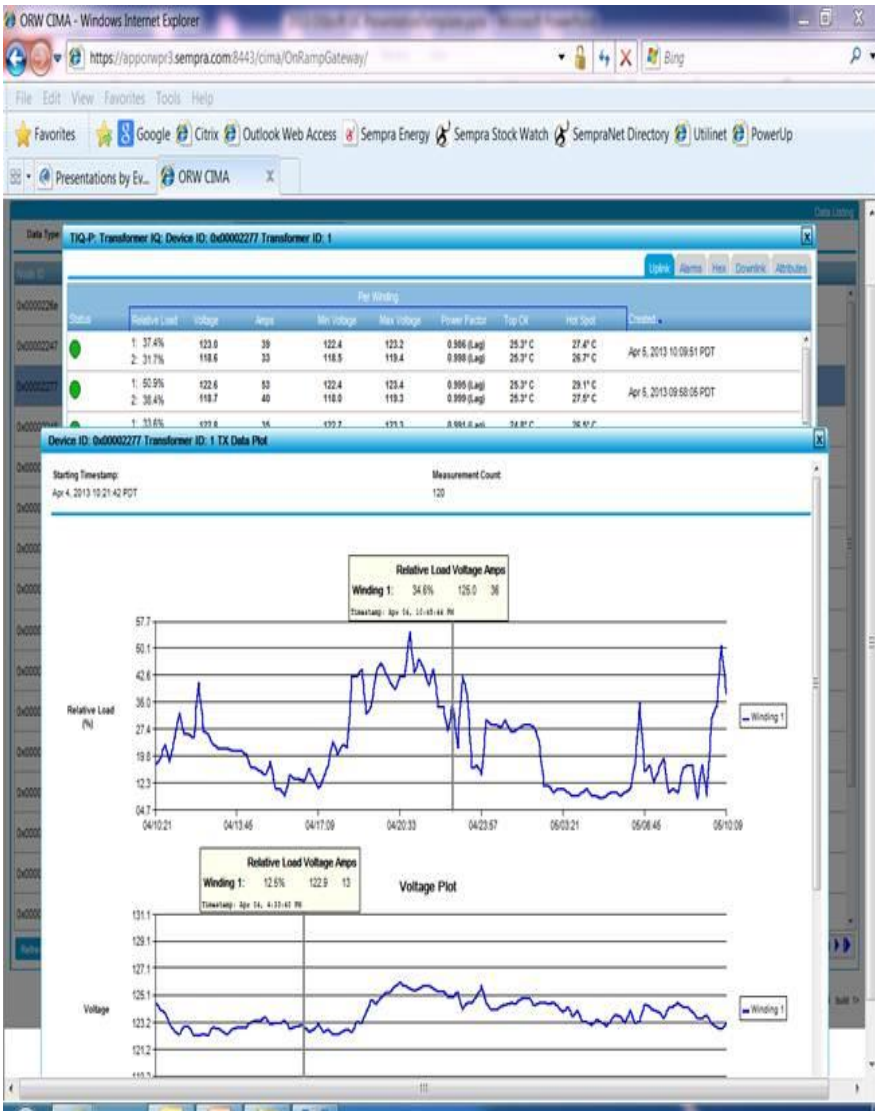 ORW CIMA - Windows Internet Explorer
https://apporwpr3.sempra.com:8443/cima/OnRampGateway/
Bing
File Edit View Favorites Tools Help
Favorites Google Citrix Outlook Web Access Sempra Energy Sempra Stock Watch SempraNet Directory Utilinet PowerUp
Presentations by Ev... ORW CIMA X
Data Listing
Data Type
TIQ-P: Transformer IQ: Device ID: 0x00002277 Transformer ID: 1
Uplink Alarms Hex Downlink Attributes
Node ID
Per Winding
Status Relative Load Voltage Amps Min Voltage Max Voltage Power Factor Top Oil Hot Spot Created
0x0000226e
0x00002247
1: 37.4% 123.0 39 122.4 123.2 0.986 (Lag) 25.3° C 27.4° C Apr 5, 2013 10:09:51 PDT
2: 31.7% 118.6 33 118.5 119.4 0.998 (Lag) 25.3° C 26.7° C
0x00002277
1: 50.9% 122.6 53 122.4 123.4 0.995 (Lag) 25.3° C 29.1° C Apr 5, 2013 09:58:05 PDT
2: 38.4% 118.7 40 118.0 119.3 0.999 (Lag) 25.3° C 27.5° C
1: 33.6%
Device ID: 0x00002277 Transformer ID: 1 TX Data Plot
Starting Timestamp: Measurement Count:
Apr 4, 2013 10:21:42 PDT 120
Relative Load Voltage Amps
Winding 1: 34.6% 125.0 36
57.7
50.1
42.6
35.0
Relative Load
(%)
27.4
19.8
12.3
04.7
Winding 1
04/10:21 04/13:45 04/17:09 04/20:33 04/23:57 05/03:21 05/06:45 05/10:09
Relative Load Voltage Amps
Winding 1: 12.5% 122.9 13
Voltage Plot
131.1
129.1
127.1
125.1
Voltage
123.2
121.2
Winding 1